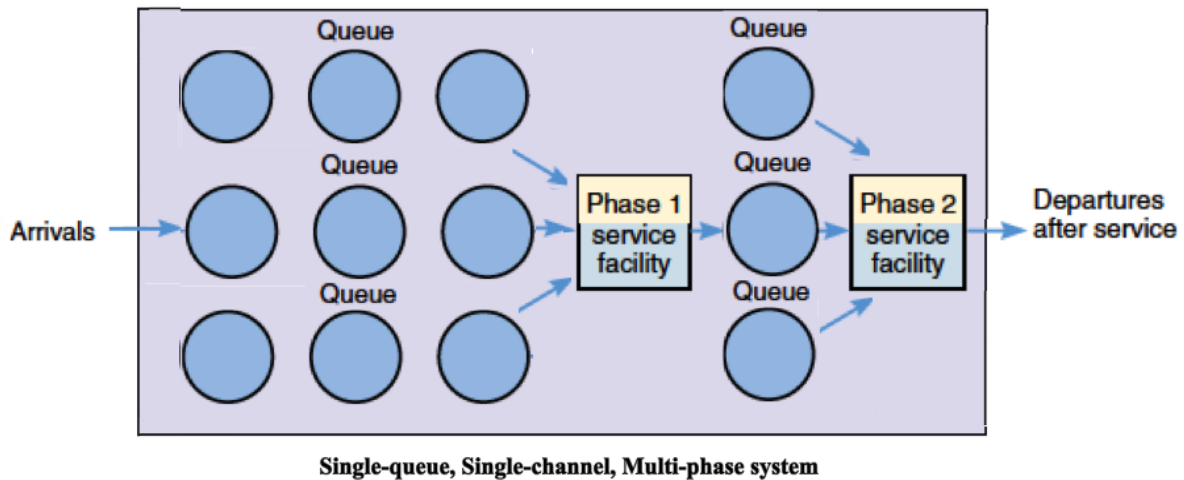 Queue
Queue
Queue
Queue
Phase 1
service
facility
Phase 2
service
facility
Arrivals
Departures
after service
Queue
Queue
Single-queue, Single-channel, Multi-phase system